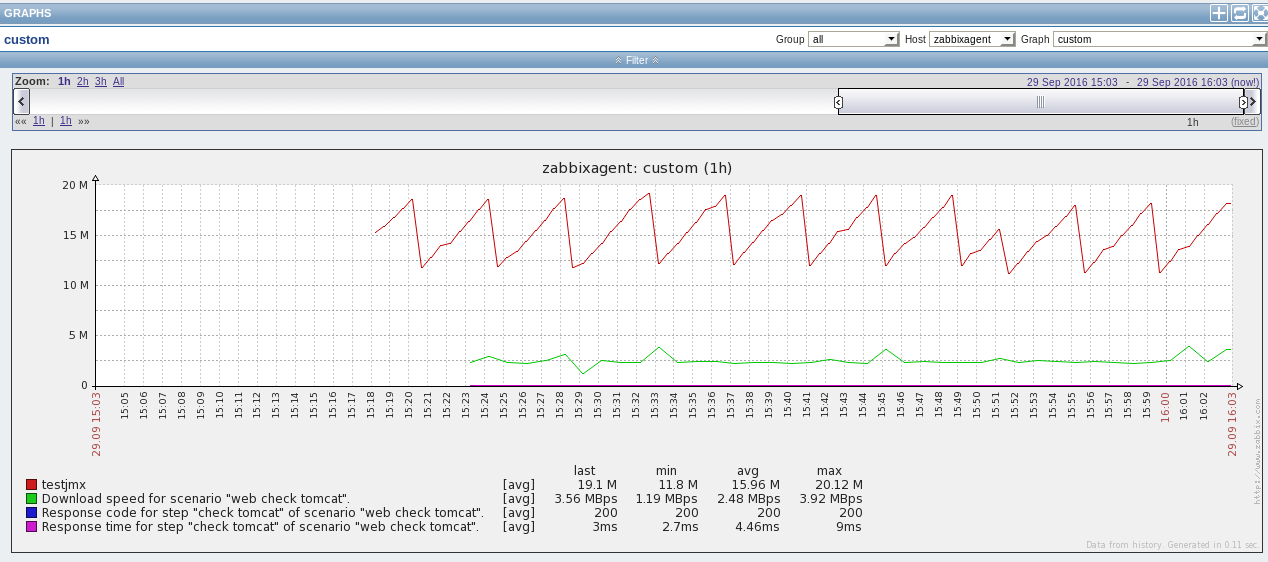 GRAPHS
custom
Group all Host zabbixagent Graph custom
Filter
Zoom: 1h 2h 3h All 29 Sep 2016 15:03 - 29 Sep 2016 16:03 (now!)
«« 1h | 1h »» 1h (fixed)
zabbixagent: custom (1h)
20 M
15 M
10 M
5 M
0
29.09 15:03 15:05 15:06 15:07 15:08 15:09 15:10 15:11 15:12 15:13 15:14 15:15 15:16 15:17 15:18 15:19 15:20 15:21 15:22 15:23 15:24 15:25 15:26 15:27 15:28 15:29 15:30 15:31 15:32 15:33 15:34 15:35 15:36 15:37 15:38 15:39 15:40 15:41 15:42 15:43 15:44 15:45 15:46 15:47 15:48 15:49 15:50 15:51 15:52 15:53 15:54 15:55 15:56 15:57 15:58 15:59 16:00 16:01 16:02 29.09 16:03
http://www.zabbix.com
last min avg max
testjmx [avg] 19.1 M 11.8 M 15.96 M 20.12 M
Download speed for scenario "web check tomcat". [avg] 3.56 MBps 1.19 MBps 2.48 MBps 3.92 MBps
Response code for step "check tomcat" of scenario "web check tomcat". [avg] 200 200 200 200
Response time for step "check tomcat" of scenario "web check tomcat". [avg] 3ms 2.7ms 4.46ms 9ms
Data from history. Generated in 0.11 sec.